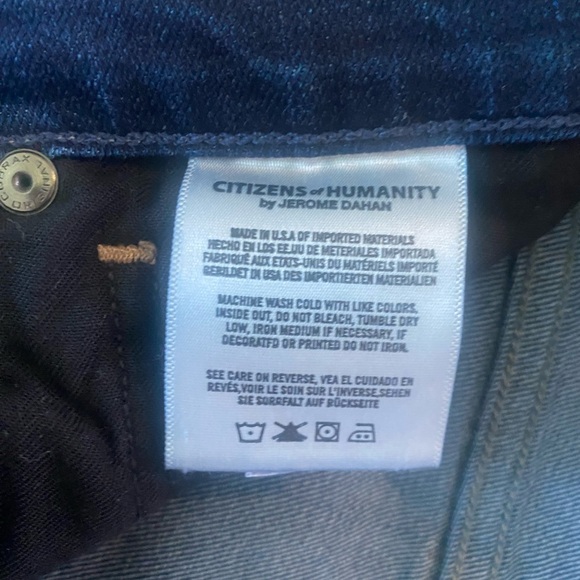 CITIZENS of HUMANITY
by JEROME DAHAN
MADE IN U.S.A OF IMPORTED MATERIALS
HECHO EN LOS EE.UU DE METERIALES IMPORTADA
FABRIQUÉ AUX ETATS-UNIS DU MATÉRIELS IMPORTÉ
GEBILDET IN USA DES IMPORTIERTEN MATERIALIEN
MACHINE WASH COLD WITH LIKE COLORS,
INSIDE OUT, DO NOT BLEACH, TUMBLE DRY
LOW, IRON MEDIUM IF NECESSARY, IF
DECORATED OR PRINTED DO NOT IRON.
SEE CARE ON REVERSE, VEA EL CUIDADO EN
REVÉS,VOIR LE SOIN SUR L'INVERSE,SEHEN
SIE SORGFALT AUF RÜCKSEITE